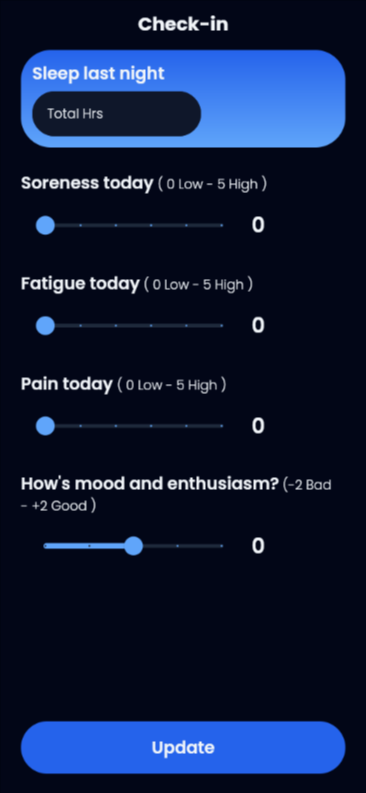 Check-in
Sleep last night
Total Hrs
Soreness today ( 0 Low - 5 High )
0
Fatigue today ( 0 Low - 5 High )
0
Pain today ( 0 Low - 5 High )
0
How's mood and enthusiasm? (-2 Bad
- +2 Good )
0
Update